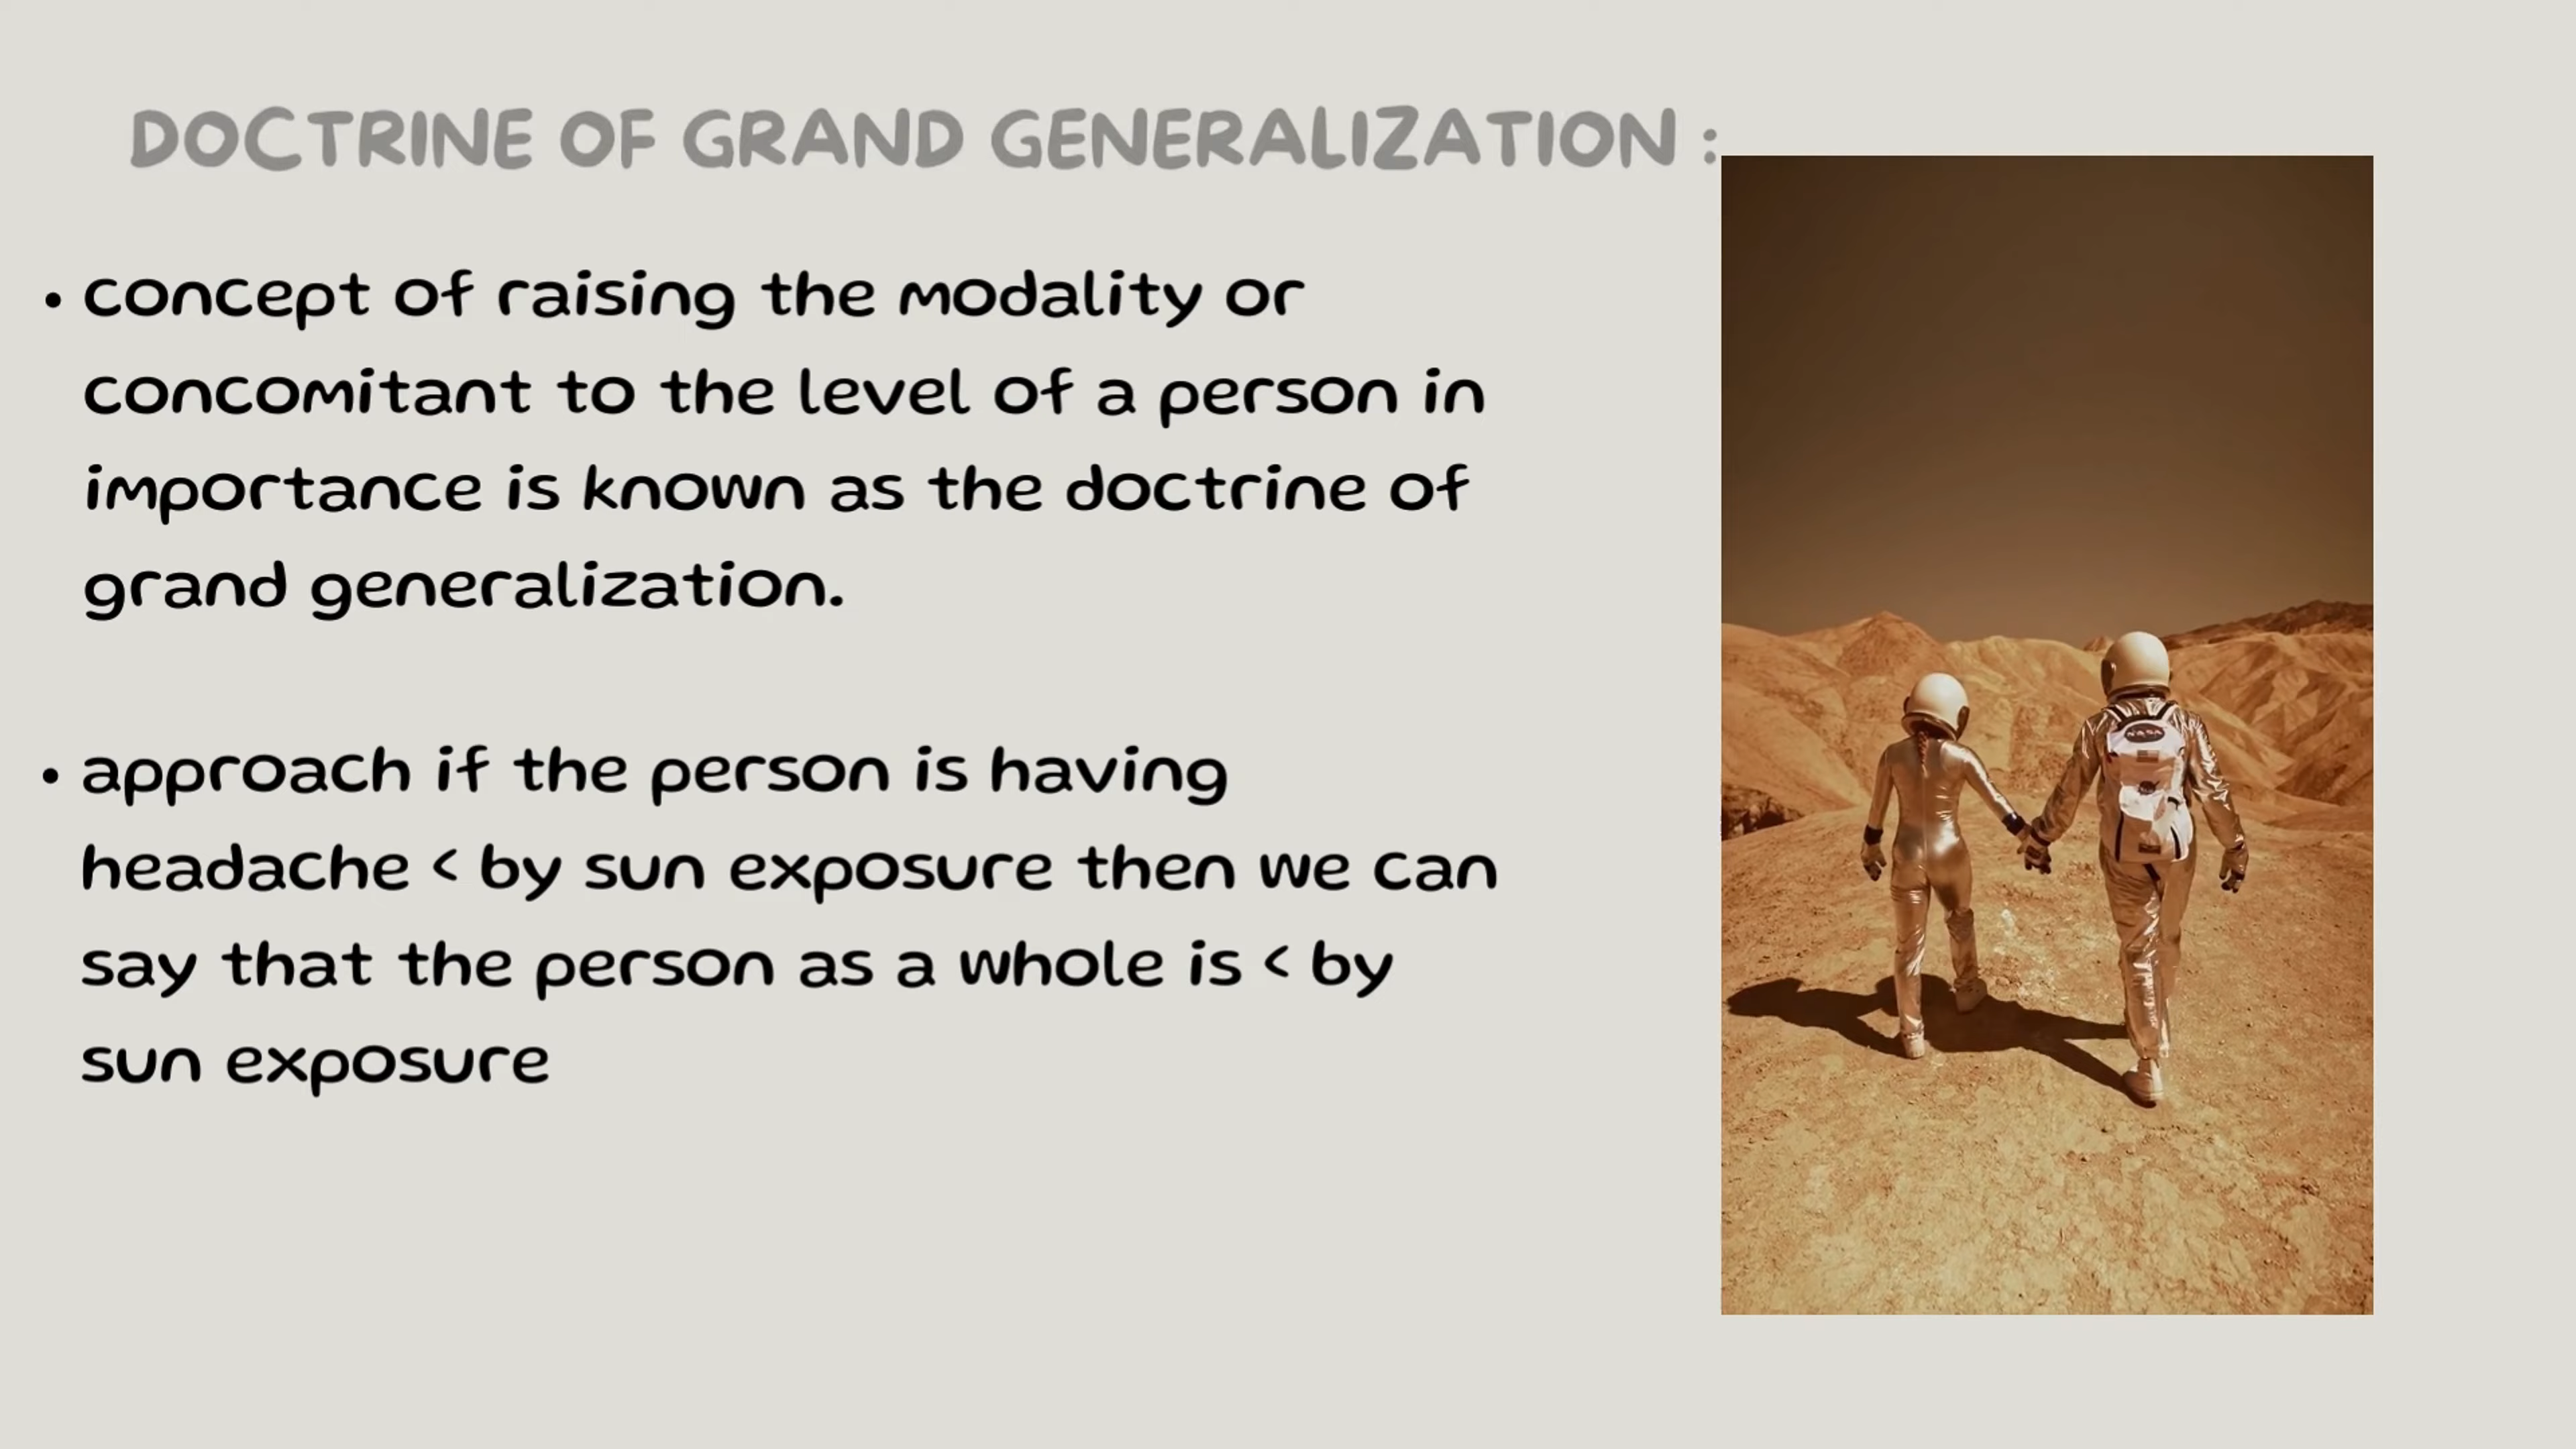 DOCTRINE OF GRAND GENERALIZATION :
• concept of raising the modality or
concomitant to the level of a person in
importance is known as the doctrine of
grand generalization.
• approach if the person is having
headache < by sun exposure then we can
say that the person as a whole is < by
sun exposure
NASA